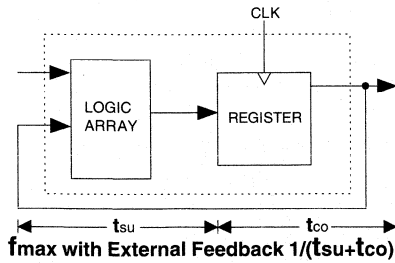 CLK
LOGIC
ARRAY
REGISTER
tsu
tco
fmax with External Feedback 1/(tsu+tco)